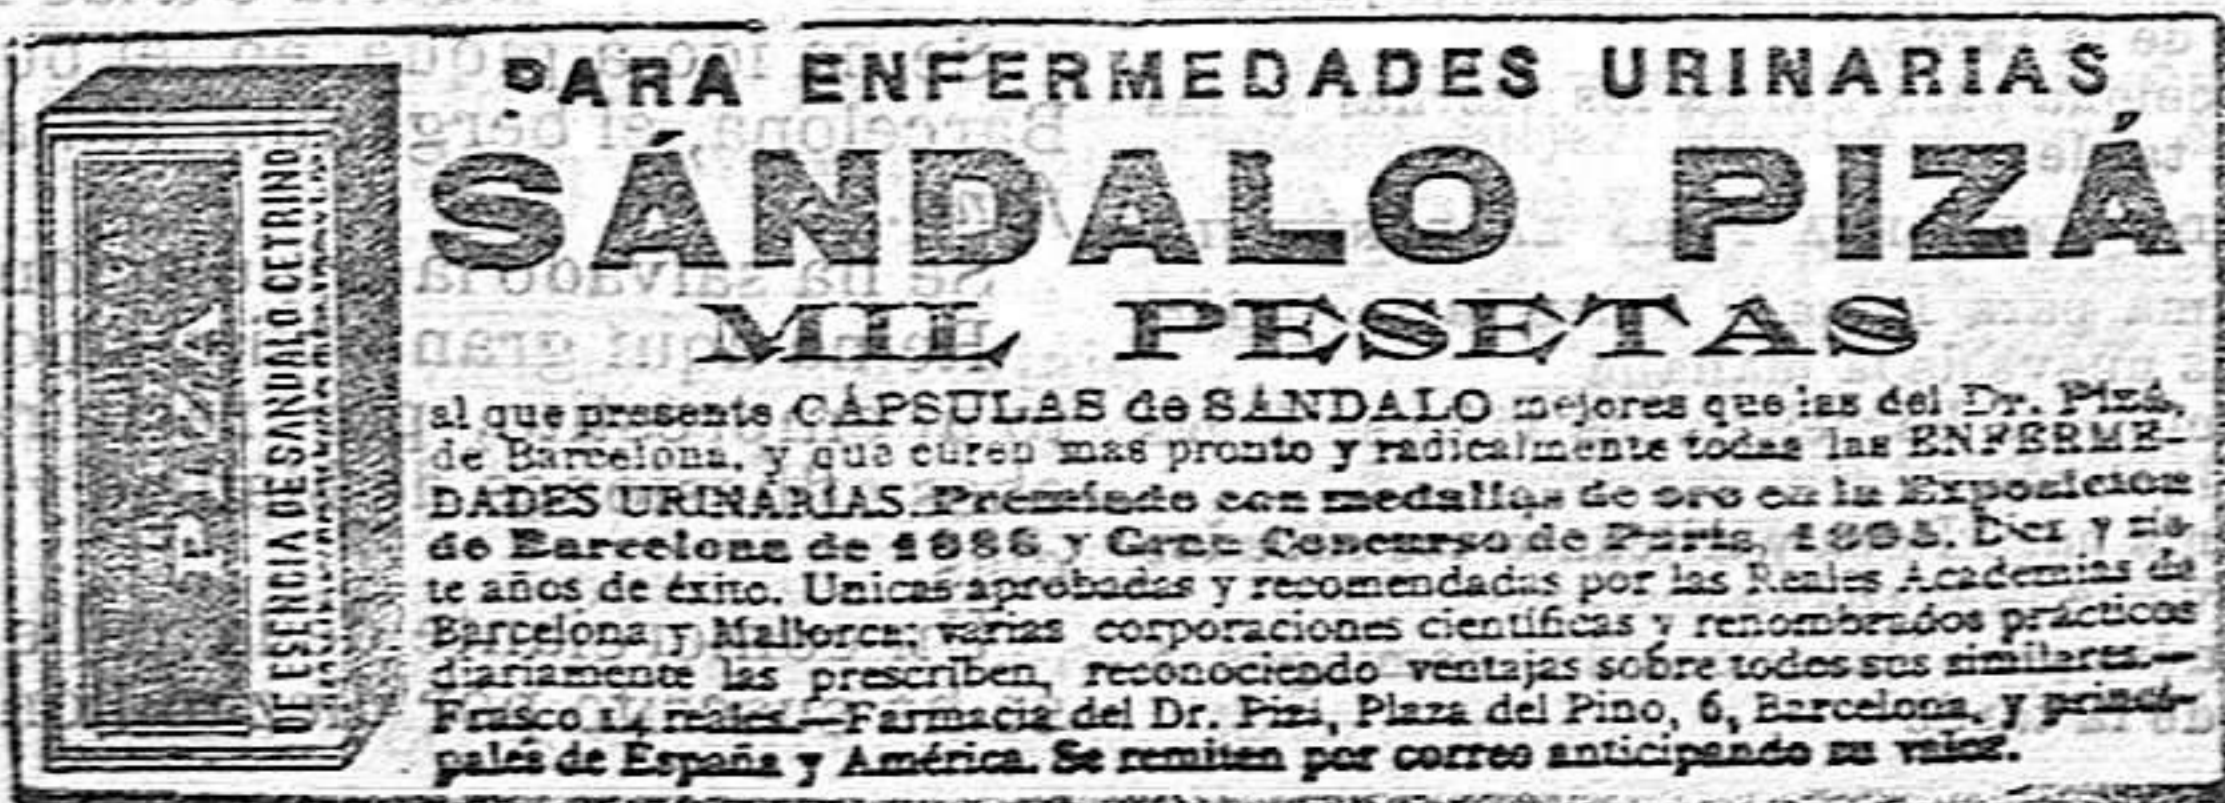 PARA ENFERMEDADES URINARIAS
SÁNDALO PIZÁ
MIL PESETAS
al que presente CÁPSULAS de SÁNDALO mejores que las del Dr. Pizá,
de Barcelona, y que curen mas pronto y radicalmente todas las ENFERME-
DADES URINARIAS. Premiado con medallas de oro en la Exposicion
de Barcelona de 1888 y Gran Concurso de Paris, 1895. Diez y sie-
te años de éxito. Unicas aprobadas y recomendadas por las Reales Academias de
Barcelona y Mallorca; varias corporaciones científicas y renombrados prácticos
diariamente las prescriben, reconociendo ventajas sobre todos sus similares.—
Frasco 14 reales.—Farmacia del Dr. Pizá, Plaza del Pino, 6, Barcelona, y princi-
pales de España y América. Se remiten por correo anticipando su valor.
PIZÁ
DE ESENCIA DE SANDALO CETRINO